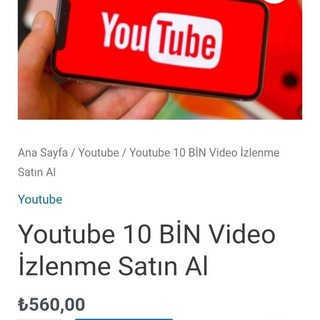 YouTube
Ana Sayfa / Youtube / Youtube 10 BİN Video İzlenme
Satın Al
Youtube
Youtube 10 BİN Video
İzlenme Satın Al
₺560,00